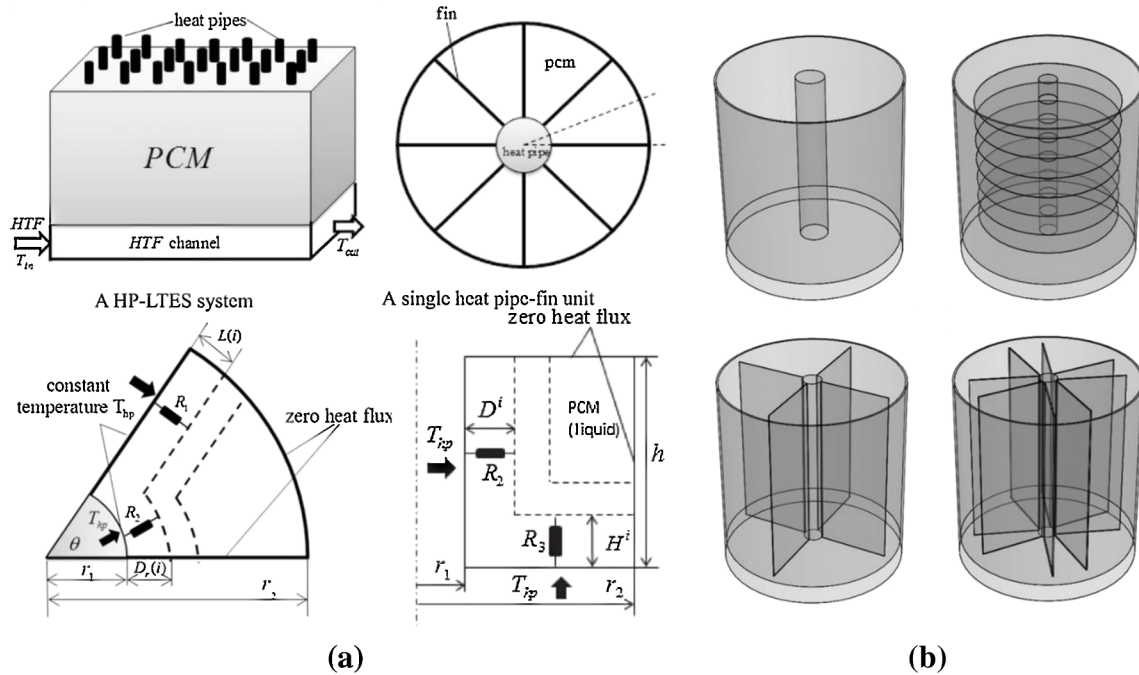 heat pipes
PCM
HTF
T_in
HTF channel
T_out
A HP-LTES system
fin
pcm
heat pipe
A single heat pipe-fin unit
L(i)
constant
temperature T_hp
R_1
zero heat flux
T_hp
R_2
θ
r_1
D_r(i)
r_2
zero heat flux
D^i
PCM
(liquid)
T_hp
R_2
h
R_3
H^i
r_1
T_hp
r_2
(a)
(b)